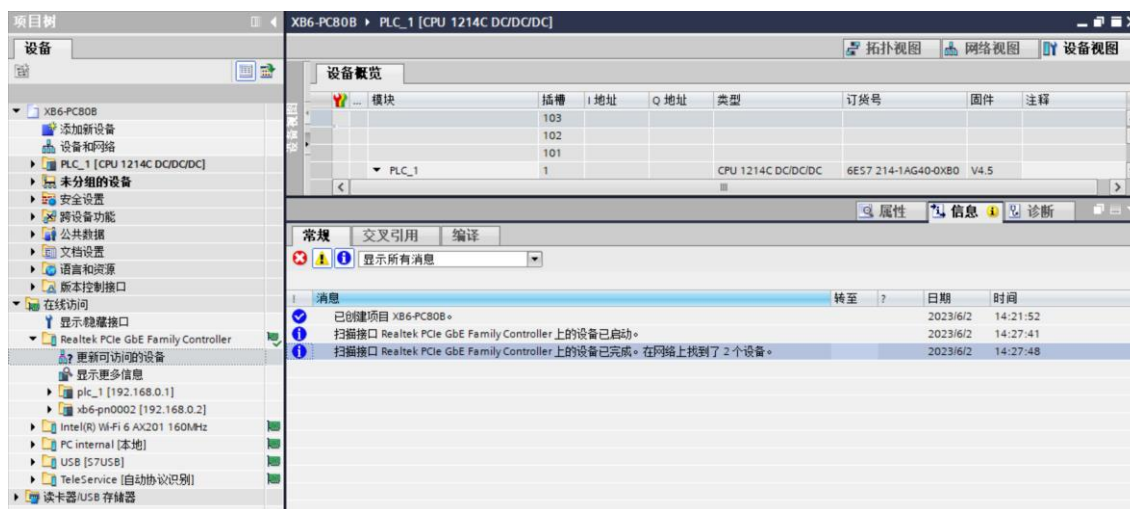 项目树
XB6-PC80B ▸ PLC_1 [CPU 1214C DC/DC/DC]
设备
拓扑视图 网络视图 设备视图
设备概览
... 模块 插槽 I 地址 Q 地址 类型 订货号 固件 注释
103
102
101
PLC_1 1 CPU 1214C DC/DC/DC 6ES7 214-1AG40-0XB0 V4.5
XB6-PC80B
添加新设备
设备和网络
PLC_1 [CPU 1214C DC/DC/DC]
未分组的设备
安全设置
跨设备功能
公共数据
文档设置
语言和资源
版本控制接口
在线访问
显示/隐藏接口
Realtek PCIe GbE Family Controller
更新可访问的设备
显示更多信息
plc_1 [192.168.0.1]
xb6-pn0002 [192.168.0.2]
Intel(R) Wi-Fi 6 AX201 160MHz
PC internal [本地]
USB [S7USB]
TeleService [自动协议识别]
读卡器/USB 存储器
属性 信息 诊断
常规 交叉引用 编译
显示所有消息
! 消息 转至 ? 日期 时间
已创建项目 XB6-PC80B。 2023/6/2 14:21:52
扫描接口 Realtek PCIe GbE Family Controller 上的设备已启动。 2023/6/2 14:27:41
扫描接口 Realtek PCIe GbE Family Controller 上的设备已完成。在网络上找到了 2 个设备。 2023/6/2 14:27:48